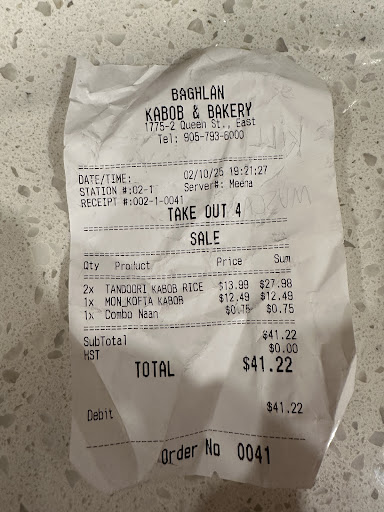 BAGHLAN
KABOB & BAKERY
1775-2 Queen St., East
Tel: 905-793-6000
DATE/TIME: 02/10/25 19:21:27
STATION #:02-1 Server#: Meena
RECEIPT #:002-1-0041
TAKE OUT 4
SALE
Qty Product Price Sum
2x TANDOORI KABOB RICE $13.99 $27.98
1x MON_KOFTA KABOB $12.49 $12.49
1x Combo Naan $0.75 $0.75
SubTotal $41.22
HST $0.00
TOTAL $41.22
Debit $41.22
Order No 0041